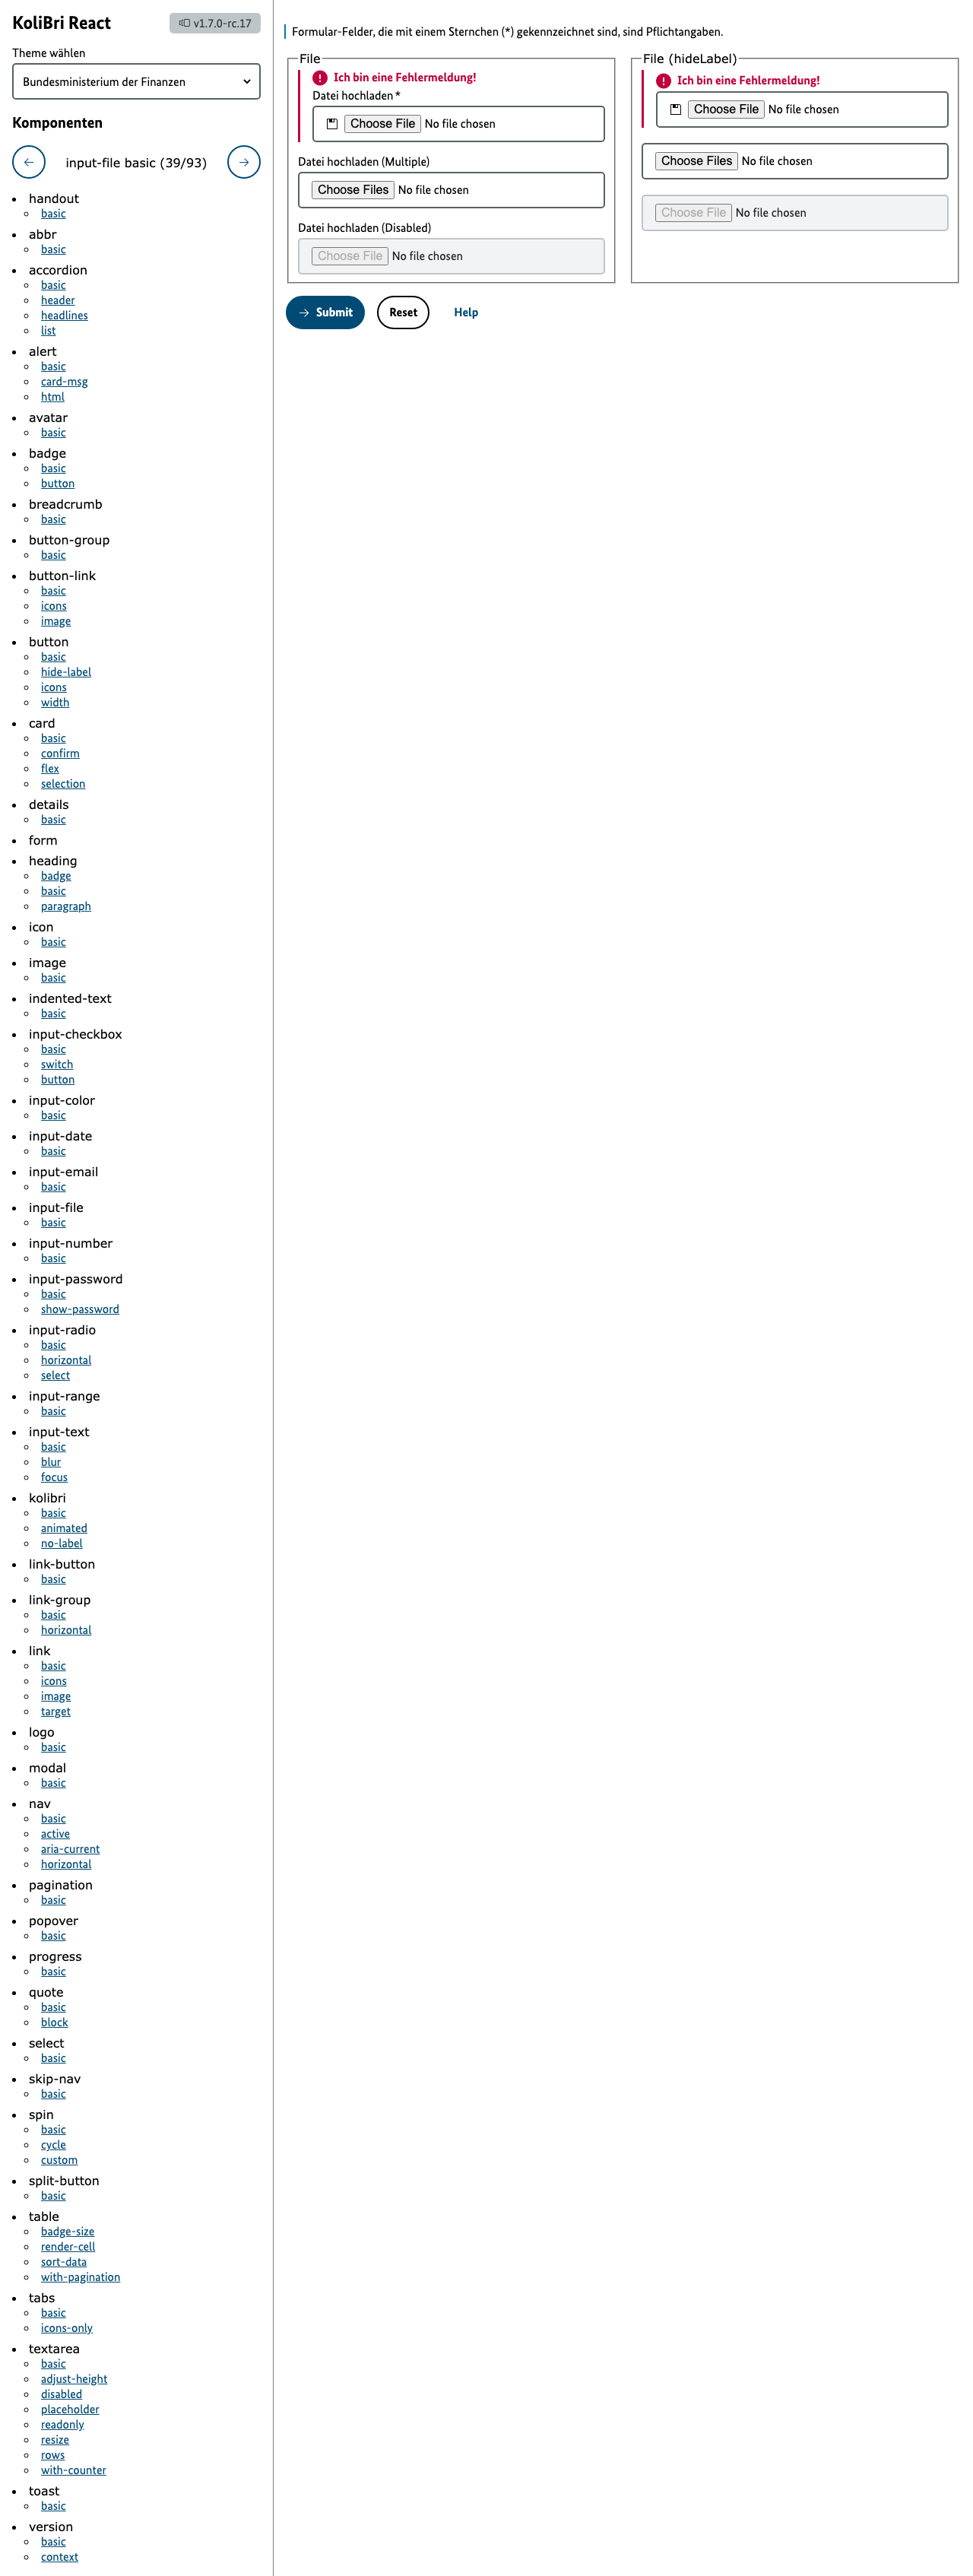 KoliBri React
v1.7.0-rc.17
Theme wählen
Bundesministerium der Finanzen
Komponenten
input-file basic (39/93)
handout
basic
abbr
basic
accordion
basic
header
headlines
list
alert
basic
card-msg
html
avatar
basic
badge
basic
button
breadcrumb
basic
button-group
basic
button-link
basic
icons
image
button
basic
hide-label
icons
width
card
basic
confirm
flex
selection
details
basic
form
heading
badge
basic
paragraph
icon
basic
image
basic
indented-text
basic
input-checkbox
basic
switch
button
input-color
basic
input-date
basic
input-email
basic
input-file
basic
input-number
basic
input-password
basic
show-password
input-radio
basic
horizontal
select
input-range
basic
input-text
basic
blur
focus
kolibri
basic
animated
no-label
link-button
basic
link-group
basic
horizontal
link
basic
icons
image
target
logo
basic
modal
basic
nav
basic
active
aria-current
horizontal
pagination
basic
popover
basic
progress
basic
quote
basic
block
select
basic
skip-nav
basic
spin
basic
cycle
custom
split-button
basic
table
badge-size
render-cell
sort-data
with-pagination
tabs
basic
icons-only
textarea
basic
adjust-height
disabled
placeholder
readonly
resize
rows
with-counter
toast
basic
version
basic
context
Formular-Felder, die mit einem Sternchen (*) gekennzeichnet sind, sind Pflichtangaben.
File
Ich bin eine Fehlermeldung!
Datei hochladen *
Choose File No file chosen
Datei hochladen (Multiple)
Choose Files No file chosen
Datei hochladen (Disabled)
Choose File No file chosen
File (hideLabel)
Ich bin eine Fehlermeldung!
Choose File No file chosen
Choose Files No file chosen
Choose File No file chosen
Submit Reset Help